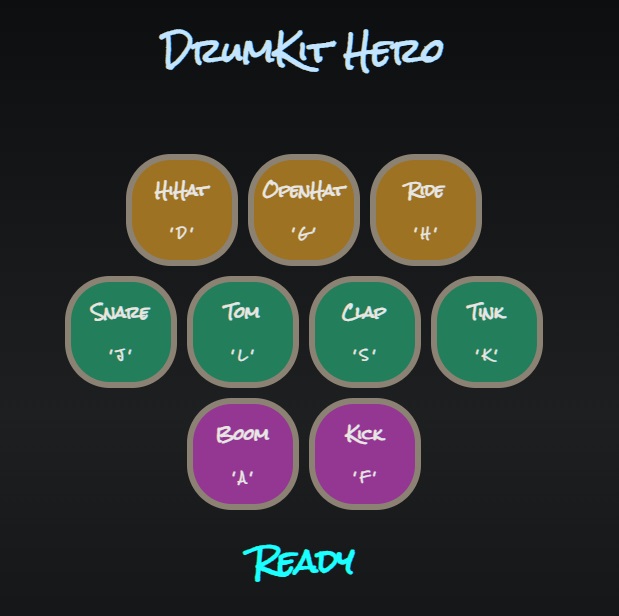 DrumKit Hero
HiHat OpenHat Ride
'D' 'G' 'H'
Snare Tom Clap Tink
'J' 'L' 'S' 'K'
Boom Kick
'A' 'F'
Ready